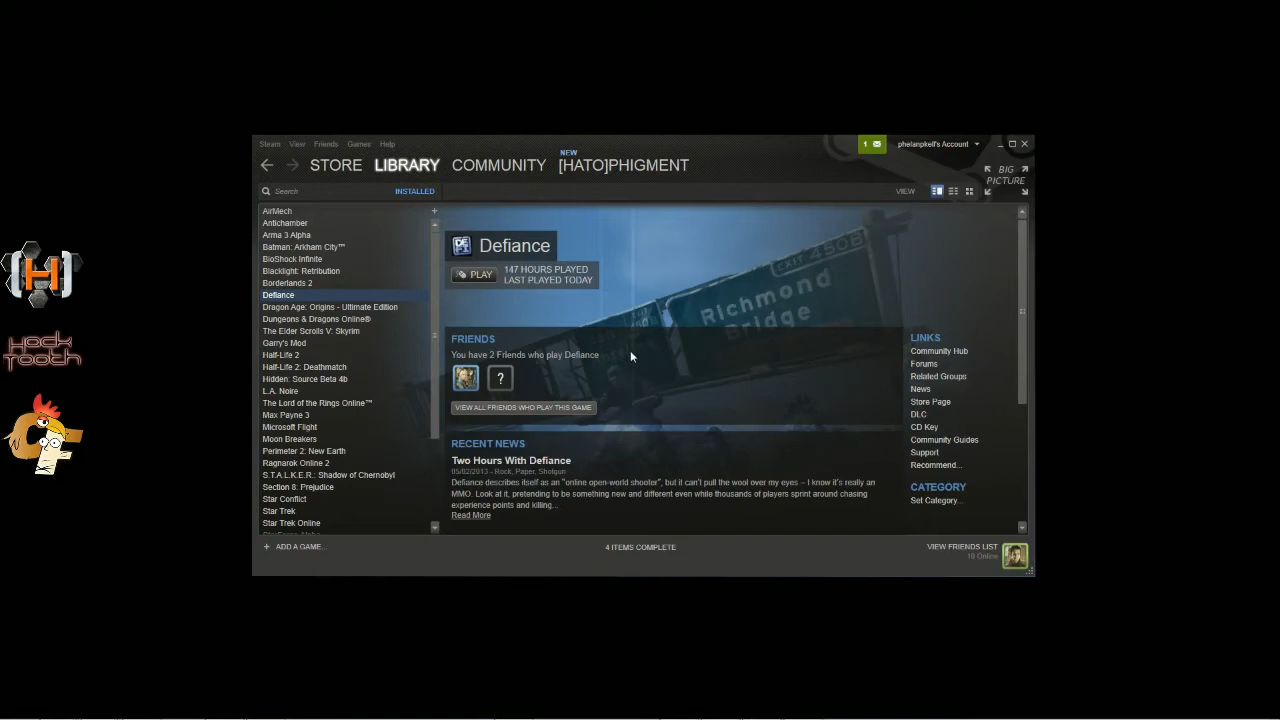 Steam View Friends Games Help
1
phelanpkell's Account
STORE LIBRARY COMMUNITY [HATO]PHIGMENT
NEW
BIG PICTURE
Search INSTALLED
VIEW
AirMech
Antichamber
Arma 3 Alpha
Batman: Arkham City™
BioShock Infinite
Blacklight: Retribution
Borderlands 2
Defiance
Dragon Age: Origins - Ultimate Edition
Dungeons & Dragons Online®
The Elder Scrolls V: Skyrim
Garry's Mod
Half-Life 2
Half-Life 2: Deathmatch
Hidden: Source Beta 4b
L.A. Noire
The Lord of the Rings Online™
Max Payne 3
Microsoft Flight
Moon Breakers
Perimeter 2: New Earth
Ragnarok Online 2
S.T.A.L.K.E.R.: Shadow of Chernobyl
Section 8: Prejudice
Star Conflict
Star Trek
Star Trek Online
+ ADD A GAME...
DEFI
Defiance
PLAY
147 HOURS PLAYED
LAST PLAYED TODAY
EXIT 450B
Richmond
Bridge
FRIENDS
You have 2 Friends who play Defiance
?
VIEW ALL FRIENDS WHO PLAY THIS GAME
RECENT NEWS
Two Hours With Defiance
05/02/2013 - Rock, Paper, Shotgun
Defiance describes itself as an "online open-world shooter", but it can't pull the wool over my eyes – I know it's really an
MMO. Look at it, pretending to be something new and different even while thousands of players sprint around chasing
experience points and killing...
Read More
LINKS
Community Hub
Forums
Related Groups
News
Store Page
DLC
CD Key
Community Guides
Support
Recommend...
CATEGORY
Set Category...
4 ITEMS COMPLETE
VIEW FRIENDS LIST
10 Online
[H]
Hack
Tooth
CF